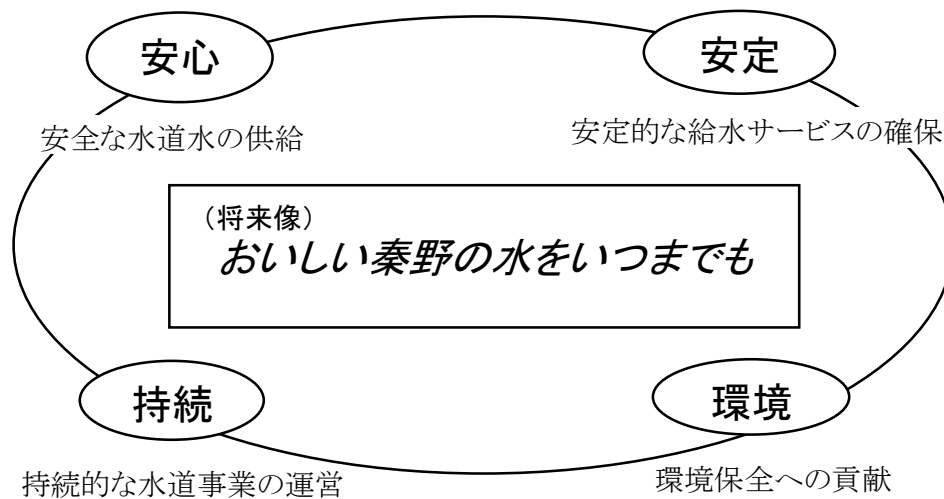 安心
安定
安全な水道水の供給
安定的な給水サービスの確保
（将来像）
おいしい秦野の水をいつまでも
持続
環境
持続的な水道事業の運営
環境保全への貢献